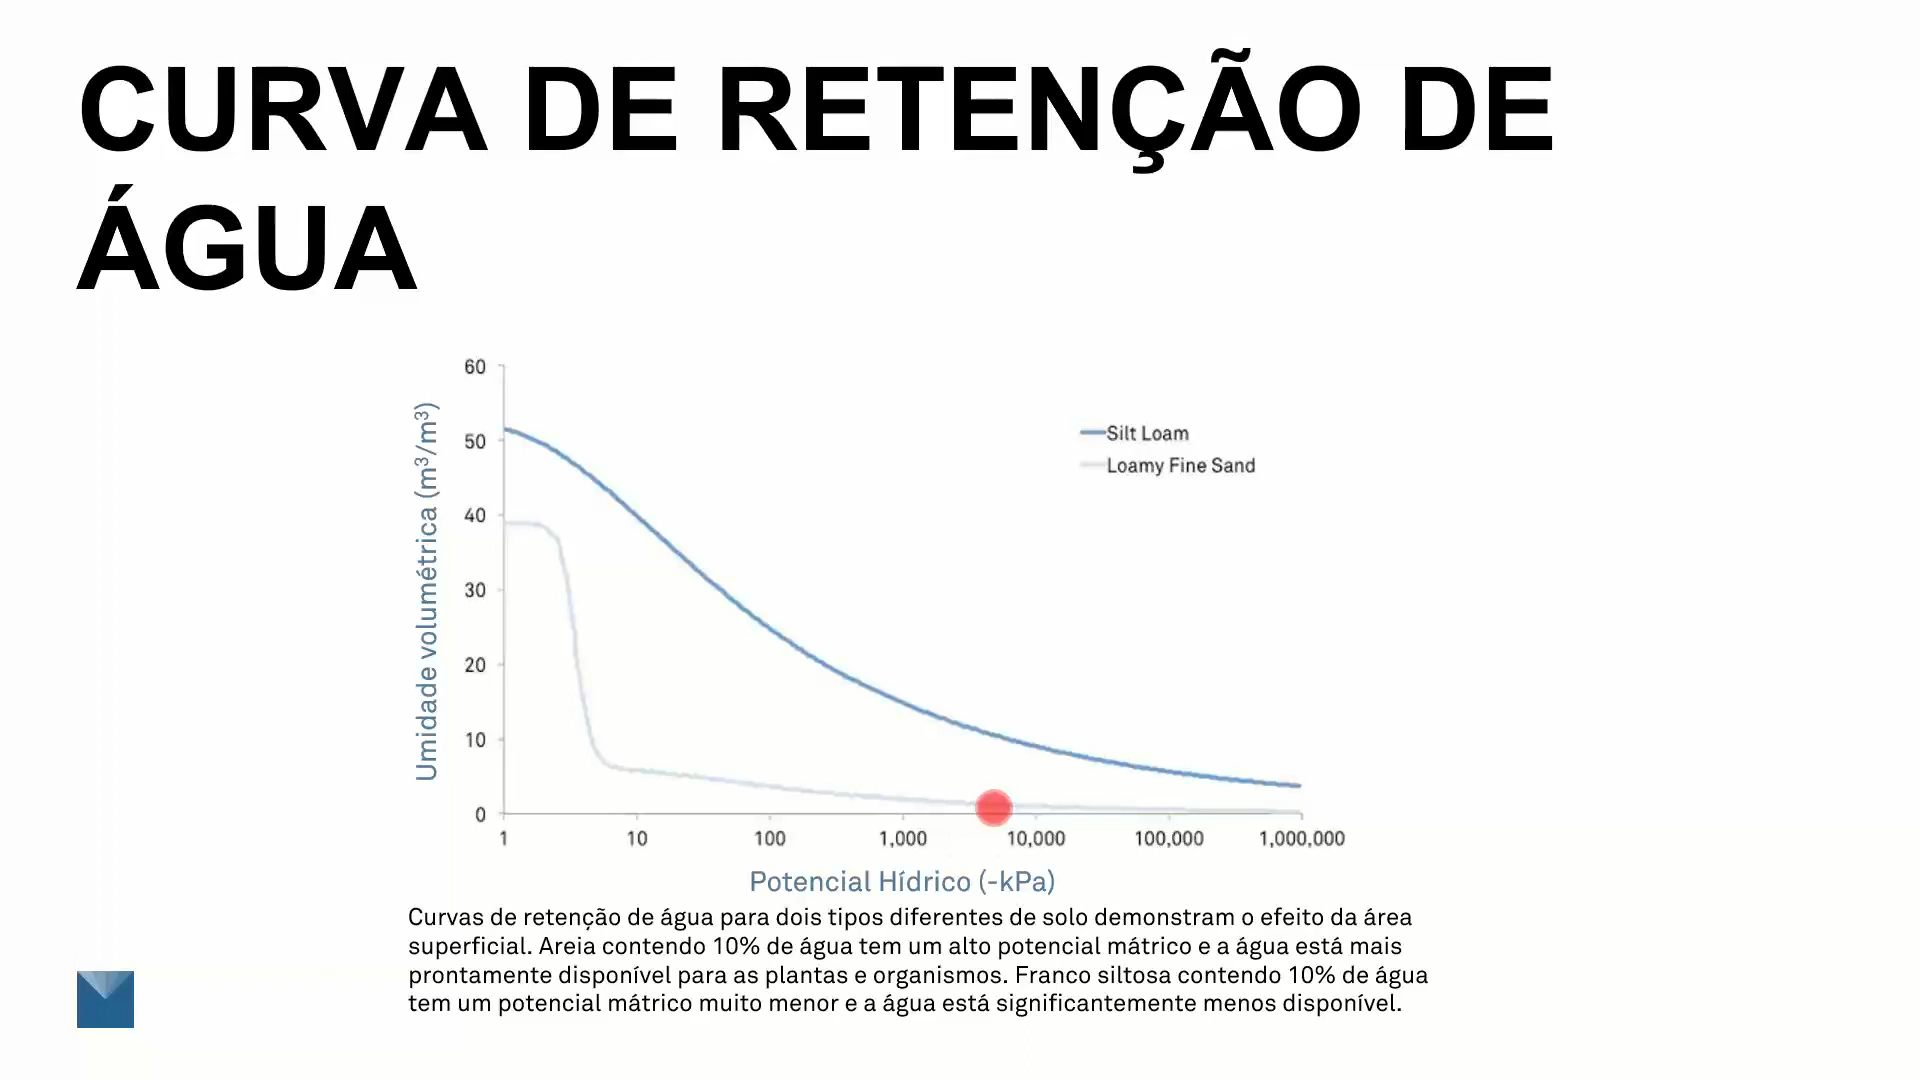 CURVA DE RETENÇÃO DE
ÁGUA
60
50
40
30
20
10
0
Umidade volumétrica (m³/m³)
Silt Loam
Loamy Fine Sand
1
10
100
1,000
10,000
100,000
1,000,000
Potencial Hídrico (-kPa)
Curvas de retenção de água para dois tipos diferentes de solo demonstram o efeito da área
superficial. Areia contendo 10% de água tem um alto potencial mátrico e a água está mais
prontamente disponível para as plantas e organismos. Franco siltosa contendo 10% de água
tem um potencial mátrico muito menor e a água está significantemente menos disponível.